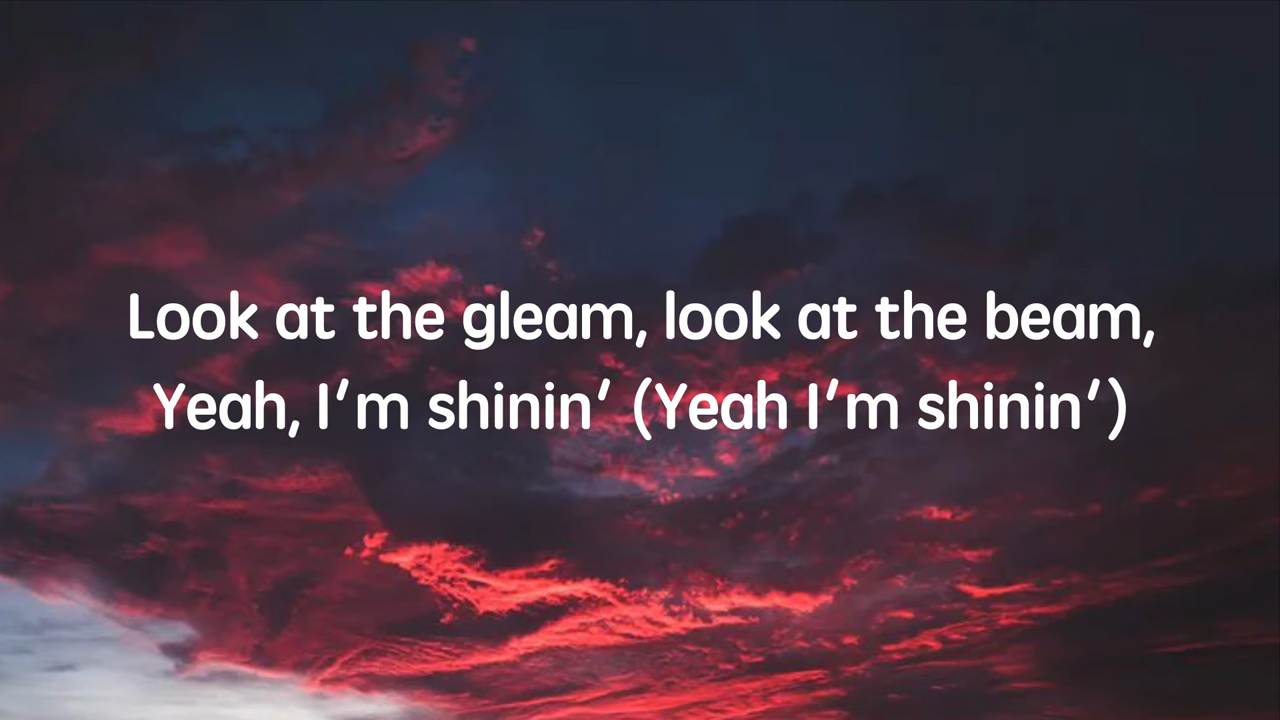 Look at the gleam, look at the beam,
Yeah, I'm shinin' (Yeah I'm shinin')